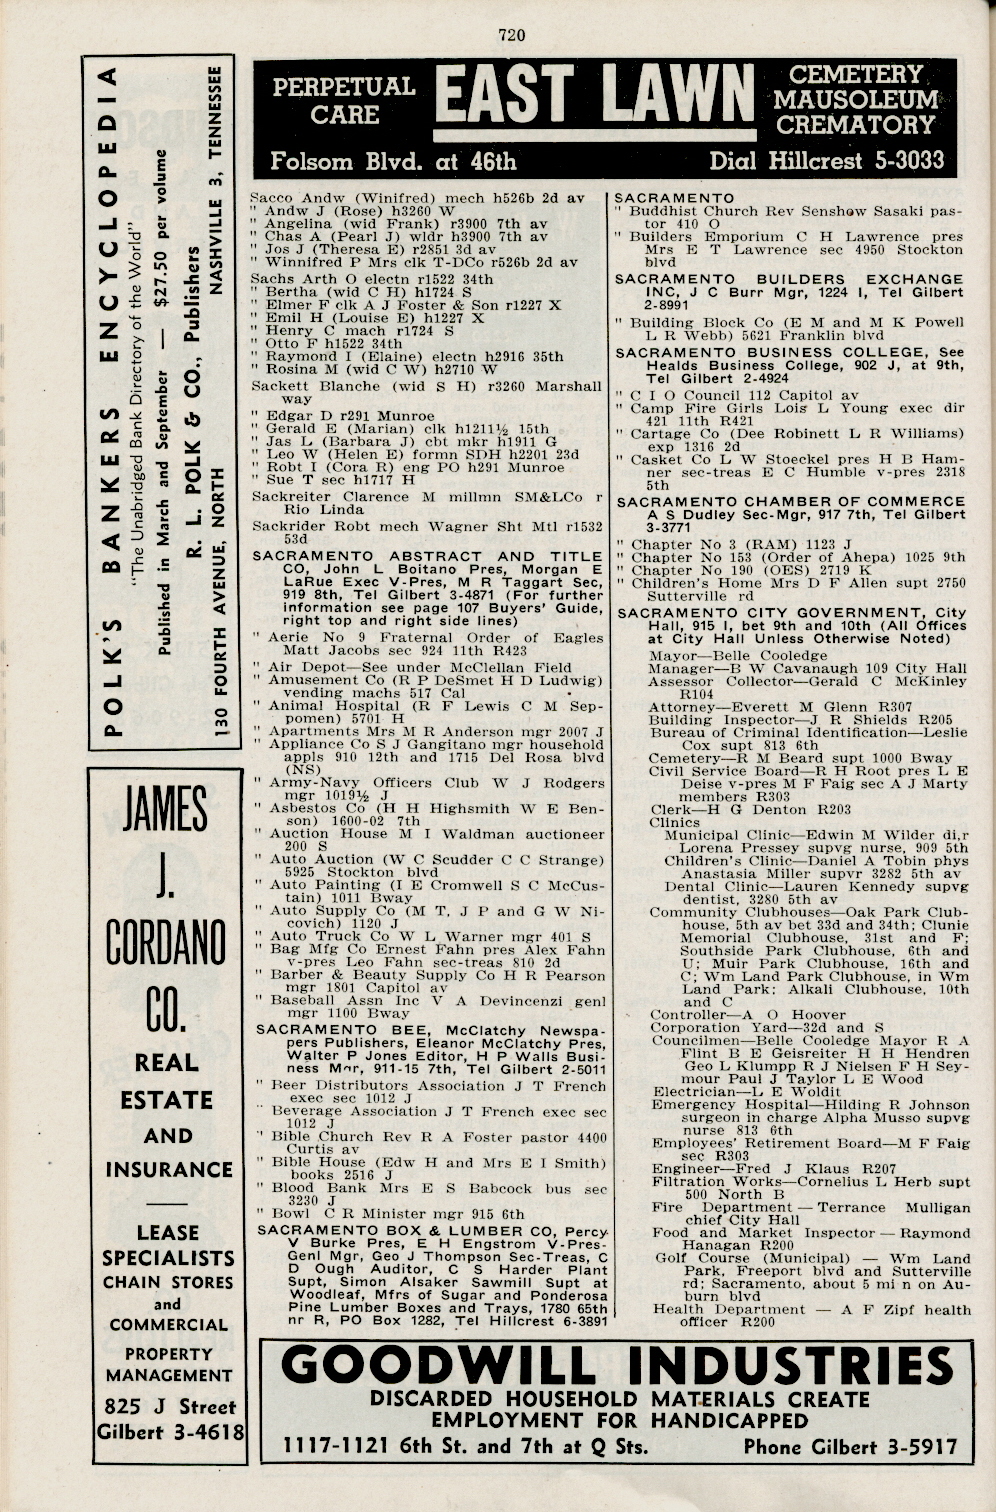 720
POLK'S BANKERS ENCYCLOPEDIA
"The Unabridged Bank Directory of the World"
Published in March and September — $27.50 per volume
R. L. POLK & CO., Publishers
130 FOURTH AVENUE, NORTH NASHVILLE 3, TENNESSEE
JAMES
J.
CORDANO
CO.
REAL
ESTATE
AND
INSURANCE
LEASE
SPECIALISTS
CHAIN STORES
and
COMMERCIAL
PROPERTY
MANAGEMENT
825 J Street
Gilbert 3-4618
PERPETUAL
CARE
EAST LAWN
CEMETERY
MAUSOLEUM
CREMATORY
Folsom Blvd. at 46th Dial Hillcrest 5-3033
Sacco Andw (Winifred) mech h526b 2d av
" Andw J (Rose) h3260 W
" Angelina (wid Frank) r3900 7th av
" Chas A (Pearl J) wldr h3900 7th av
" Jos J (Theresa E) r2851 3d av
" Winnifred P Mrs clk T-DCo r526b 2d av
Sachs Arth O electn r1522 34th
" Bertha (wid C H) h1724 S
" Elmer F clk A J Foster & Son r1227 X
" Emil H (Louise E) h1227 X
" Henry C mach r1724 S
" Otto F h1522 34th
" Raymond I (Elaine) electn h2916 35th
" Rosina M (wid C W) h2710 W
Sackett Blanche (wid S H) r3260 Marshall
way
" Edgar D r291 Munroe
" Gerald E (Marian) clk h1211½ 15th
" Jas L (Barbara J) cbt mkr h1911 G
" Leo W (Helen E) formn SDH h2201 23d
" Robt I (Cora R) eng PO h291 Munroe
" Sue T sec h1717 H
Sackreiter Clarence M millmn SM&LCo r
Rio Linda
Sackrider Robt mech Wagner Sht Mtl r1532
53d
SACRAMENTO ABSTRACT AND TITLE
CO, John L Boitano Pres, Morgan E
LaRue Exec V-Pres, M R Taggart Sec,
919 8th, Tel Gilbert 3-4871 (For further
information see page 107 Buyers' Guide,
right top and right side lines)
" Aerie No 9 Fraternal Order of Eagles
Matt Jacobs sec 924 11th R423
" Air Depot—See under McClellan Field
" Amusement Co (R P DeSmet H D Ludwig)
vending machs 517 Cal
" Animal Hospital (R F Lewis C M Sep-
pomen) 5701 H
" Apartments Mrs M R Anderson mgr 2007 J
" Appliance Co S J Gangitano mgr household
appls 910 12th and 1715 Del Rosa blvd
(NS)
" Army-Navy Officers Club W J Rodgers
mgr 1019½ J
" Asbestos Co (H H Highsmith W E Ben-
son) 1600-02 7th
" Auction House M I Waldman auctioneer
200 S
" Auto Auction (W C Scudder C C Strange)
5925 Stockton blvd
" Auto Painting (I E Cromwell S C McCus-
tain) 1011 Bway
" Auto Supply Co (M T, J P and G W Ni-
covich) 1120 J
" Auto Truck Co W L Warner mgr 401 S
" Bag Mfg Co Ernest Fahn pres Alex Fahn
v-pres Leo Fahn sec-treas 810 2d
" Barber & Beauty Supply Co H R Pearson
mgr 1801 Capitol av
" Baseball Assn Inc V A Devincenzi genl
mgr 1100 Bway
SACRAMENTO BEE, McClatchy Newspa-
pers Publishers, Eleanor McClatchy Pres,
Walter P Jones Editor, H P Walls Busi-
ness Mgr, 911-15 7th, Tel Gilbert 2-5011
" Beer Distributors Association J T French
exec sec 1012 J
" Beverage Association J T French exec sec
1012 J
" Bible Church Rev R A Foster pastor 4400
Curtis av
" Bible House (Edw H and Mrs E I Smith)
books 2516 J
" Blood Bank Mrs E S Babcock bus sec
3230 J
" Bowl C R Minister mgr 915 6th
SACRAMENTO BOX & LUMBER CO, Percy
V Burke Pres, E H Engstrom V-Pres-
Genl Mgr, Geo J Thompson Sec-Treas, C
D Ough Auditor, C S Harder Plant
Supt, Simon Alsaker Sawmill Supt at
Woodleaf, Mfrs of Sugar and Ponderosa
Pine Lumber Boxes and Trays, 1780 65th
nr R, PO Box 1282, Tel Hillcrest 6-3891
SACRAMENTO
" Buddhist Church Rev Senshow Sasaki pas-
tor 410 O
" Builders Emporium C H Lawrence pres
Mrs E T Lawrence sec 4950 Stockton
blvd
SACRAMENTO BUILDERS EXCHANGE
INC, J C Burr Mgr, 1224 I, Tel Gilbert
2-8991
" Building Block Co (E M and M K Powell
L R Webb) 5621 Franklin blvd
SACRAMENTO BUSINESS COLLEGE, See
Healds Business College, 902 J, at 9th,
Tel Gilbert 2-4924
" C I O Council 112 Capitol av
" Camp Fire Girls Lois L Young exec dir
421 11th R421
" Cartage Co (Dee Robinett L R Williams)
exp 1316 2d
" Casket Co L W Stoeckel pres H B Ham-
ner sec-treas E C Humble v-pres 2318
5th
SACRAMENTO CHAMBER OF COMMERCE
A S Dudley Sec-Mgr, 917 7th, Tel Gilbert
3-3771
" Chapter No 3 (RAM) 1123 J
" Chapter No 153 (Order of Ahepa) 1025 9th
" Chapter No 190 (OES) 2719 K
" Children's Home Mrs D F Allen supt 2750
Sutterville rd
SACRAMENTO CITY GOVERNMENT, City
Hall, 915 I, bet 9th and 10th (All Offices
at City Hall Unless Otherwise Noted)
Mayor—Belle Cooledge
Manager—B W Cavanaugh 109 City Hall
Assessor Collector—Gerald C McKinley
R104
Attorney—Everett M Glenn R307
Building Inspector—J R Shields R205
Bureau of Criminal Identification—Leslie
Cox supt 813 6th
Cemetery—R M Beard supt 1000 Bway
Civil Service Board—R H Root pres L E
Deise v-pres M F Faig sec A J Marty
members R303
Clerk—H G Denton R203
Clinics
Municipal Clinic—Edwin M Wilder di,r
Lorena Pressey supvg nurse, 909 5th
Children's Clinic—Daniel A Tobin phys
Anastasia Miller supvr 3282 5th av
Dental Clinic—Lauren Kennedy supvg
dentist, 3280 5th av
Community Clubhouses—Oak Park Club-
house, 5th av bet 33d and 34th; Clunie
Memorial Clubhouse, 31st and F;
Southside Park Clubhouse, 6th and
U; Muir Park Clubhouse, 16th and
C; Wm Land Park Clubhouse, in Wm
Land Park; Alkali Clubhouse, 10th
and C
Controller—A O Hoover
Corporation Yard—32d and S
Councilmen—Belle Cooledge Mayor R A
Flint B E Geisreiter H H Hendren
Geo L Klumpp R J Nielsen F H Sey-
mour Paul J Taylor L E Wood
Electrician—L E Woldit
Emergency Hospital—Hilding R Johnson
surgeon in charge Alpha Musso supvg
nurse 813 6th
Employees' Retirement Board—M F Faig
sec R303
Engineer—Fred J Klaus R207
Filtration Works—Cornelius L Herb supt
500 North B
Fire Department — Terrance Mulligan
chief City Hall
Food and Market Inspector — Raymond
Hanagan R200
Golf Course (Municipal) — Wm Land
Park, Freeport blvd and Sutterville
rd; Sacramento, about 5 mi n on Au-
burn blvd
Health Department — A F Zipf health
officer R200
GOODWILL INDUSTRIES
DISCARDED HOUSEHOLD MATERIALS CREATE
EMPLOYMENT FOR HANDICAPPED
1117-1121 6th St. and 7th at Q Sts. Phone Gilbert 3-5917